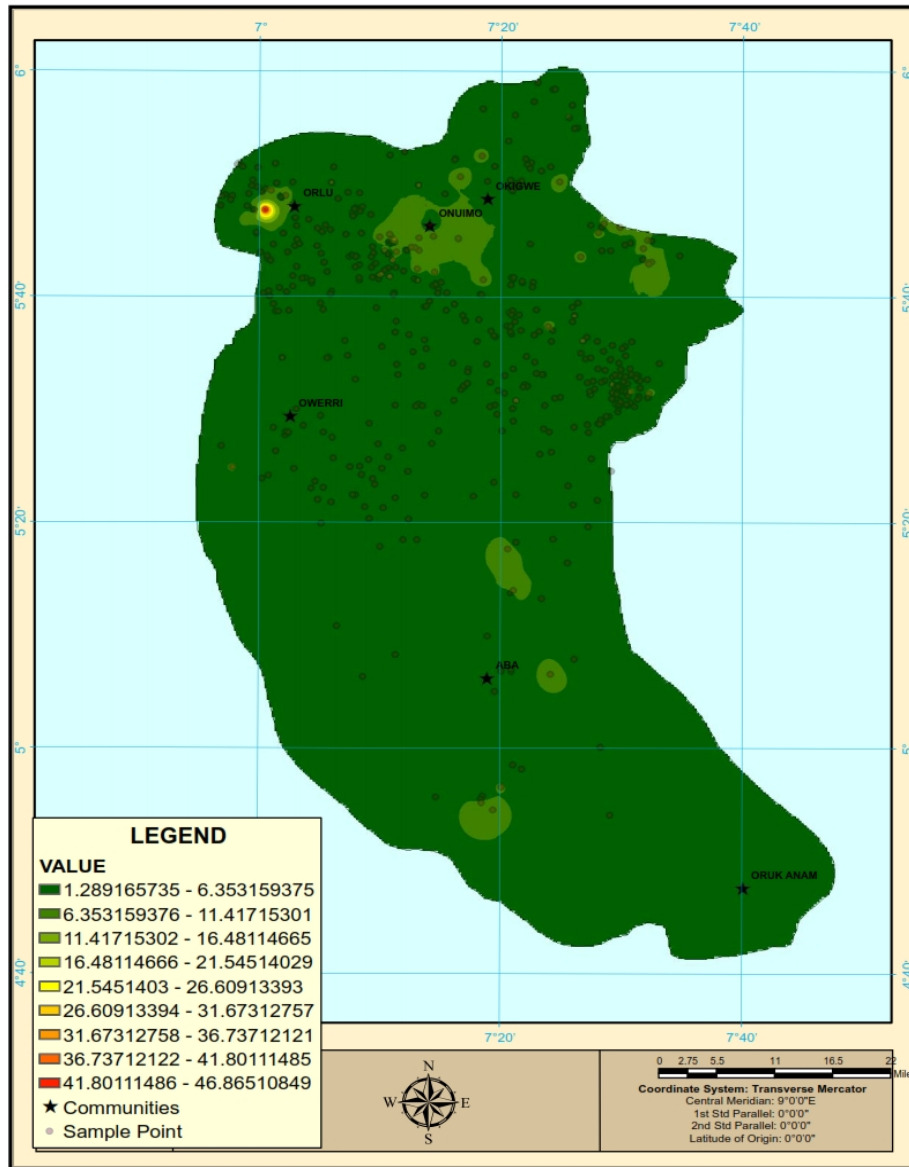 7° 7°20' 7°40'
6° 6°
OKIGWE
ORLU
ONUIMO
5°40' 5°40'
OWERRI
5°20' 5°20'
ABA
5° 5°
ORUK ANAM
4°40' 4°40'
LEGEND
VALUE
1.289165735 - 6.353159375
6.353159376 - 11.41715301
11.41715302 - 16.48114665
16.48114666 - 21.54514029
21.5451403 - 26.60913393
26.60913394 - 31.67312757
31.67312758 - 36.73712121
36.73712122 - 41.80111485
41.80111486 - 46.86510849
Communities
Sample Point
7°20' 7°40'
N
W E
S
0 2.75 5.5 11 16.5 22
Mile
Coordinate System: Transverse Mercator
Central Meridian: 9°0'0"E
1st Std Parallel: 0°0'0"
2nd Std Parallel: 0°0'0"
Latitude of Origin: 0°0'0"